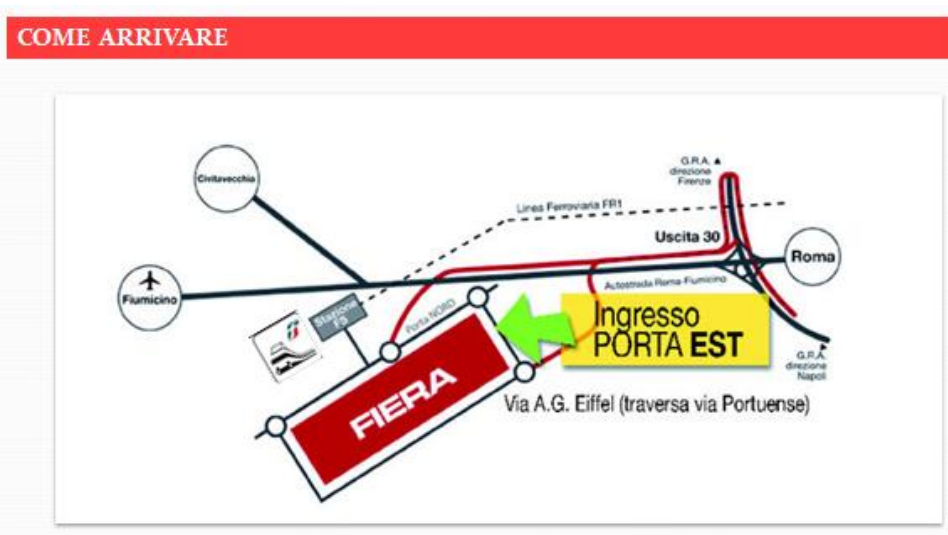 COME ARRIVARE
G.R.A.
direzione
Firenze
Civitavecchia
Linea Ferroviaria FR1
Uscita 30
Roma
Fiumicino
Autostrada Roma-Fiumicino
Stazione
FS
Porta NORD
Ingresso
PORTA EST
FIERA
G.R.A.
direzione
Napoli
Via A.G. Eiffel (traversa via Portuense)